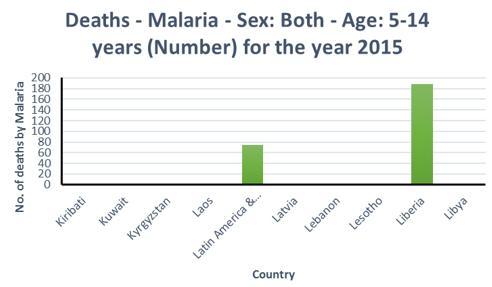 Deaths - Malaria - Sex: Both - Age: 5-14
years (Number) for the year 2015
No. of deaths by Malaria
200
180
160
140
120
100
80
60
40
20
0
Kiribati
Kuwait
Kyrgyzstan
Laos
Latin America &...
Latvia
Lebanon
Lesotho
Liberia
Libya
Country